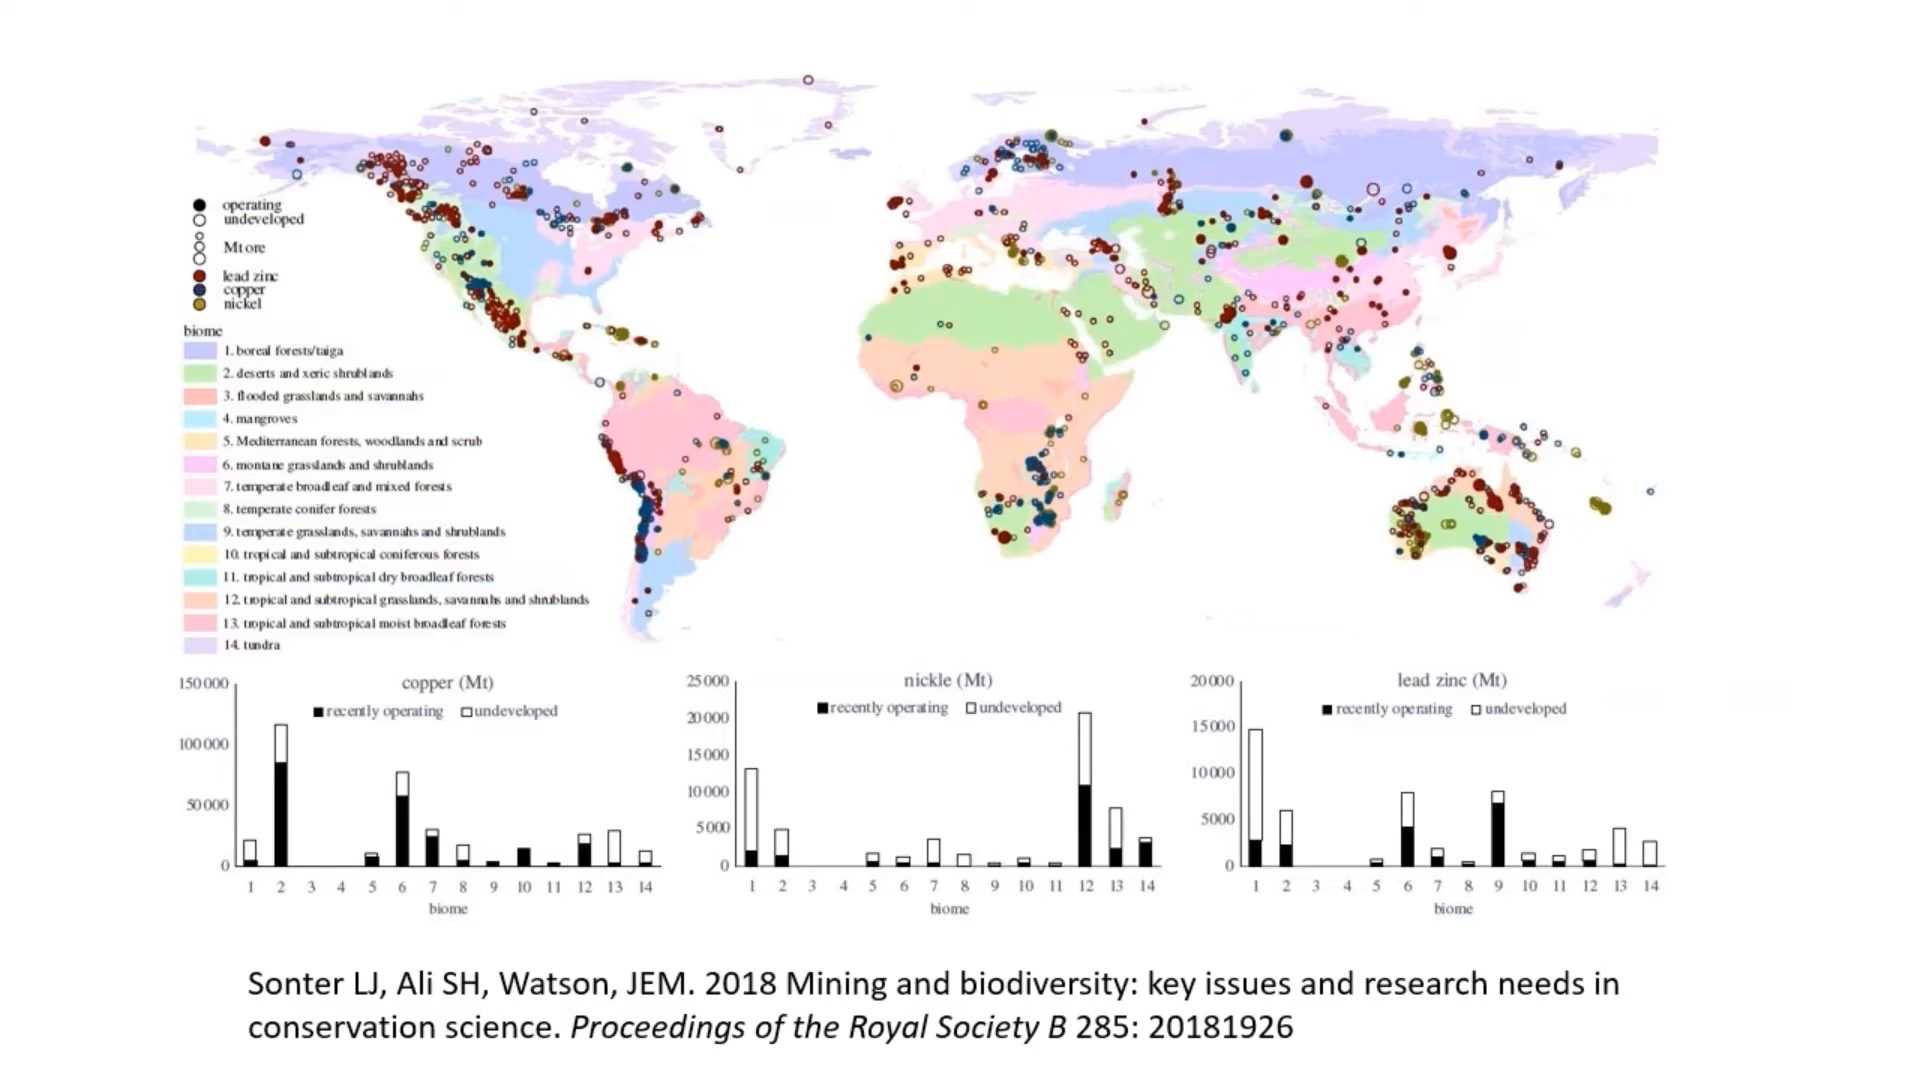 operating
undeveloped
Mt ore
lead zinc
copper
nickel
biome
1. boreal forests/taiga
2. deserts and xeric shrublands
3. flooded grasslands and savannahs
4. mangroves
5. Mediterranean forests, woodlands and scrub
6. montane grasslands and shrublands
7. temperate broadleaf and mixed forests
8. temperate conifer forests
9. temperate grasslands, savannahs and shrublands
10. tropical and subtropical coniferous forests
11. tropical and subtropical dry broadleaf forests
12. tropical and subtropical grasslands, savannahs and shrublands
13. tropical and subtropical moist broadleaf forests
14. tundra
copper (Mt)
recently operating undeveloped
150 000
100 000
50 000
0
1 2 3 4 5 6 7 8 9 10 11 12 13 14
biome
nickle (Mt)
recently operating undeveloped
25 000
20 000
15 000
10 000
5 000
0
1 2 3 4 5 6 7 8 9 10 11 12 13 14
biome
lead zinc (Mt)
recently operating undeveloped
20 000
15 000
10 000
5000
0
1 2 3 4 5 6 7 8 9 10 11 12 13 14
biome
Sonter LJ, Ali SH, Watson, JEM. 2018 Mining and biodiversity: key issues and research needs in
conservation science. Proceedings of the Royal Society B 285: 20181926